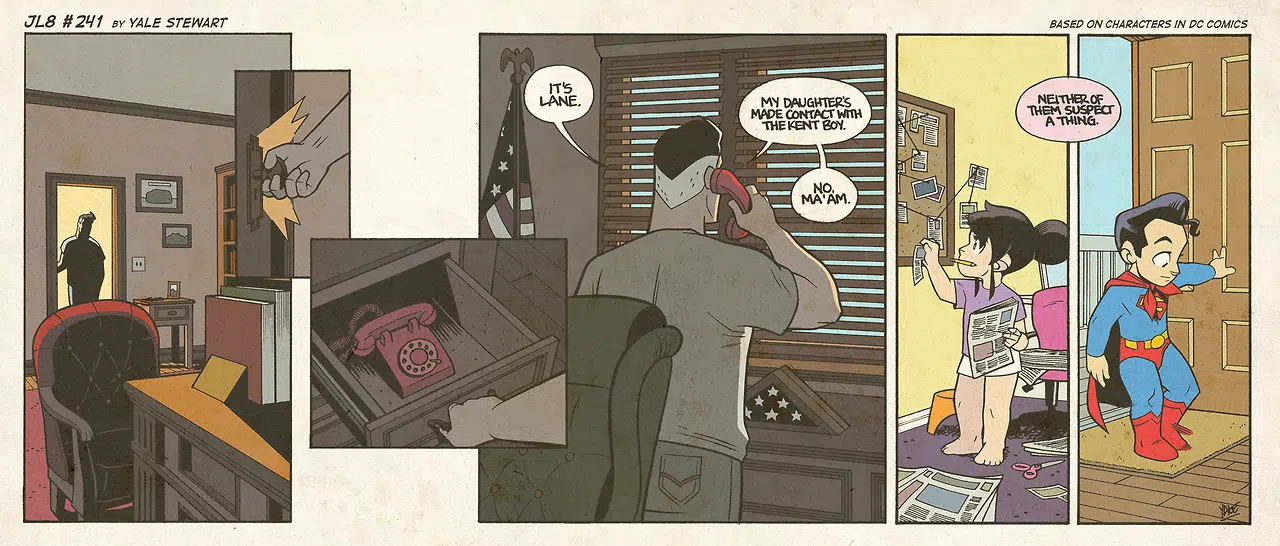 JL8 #241 BY YALE STEWART
BASED ON CHARACTERS IN DC COMICS
IT'S
LANE.
MY DAUGHTER'S
MADE CONTACT WITH
THE KENT BOY.
NO,
MA'AM.
NEITHER OF
THEM SUSPECT
A THING.
YALE